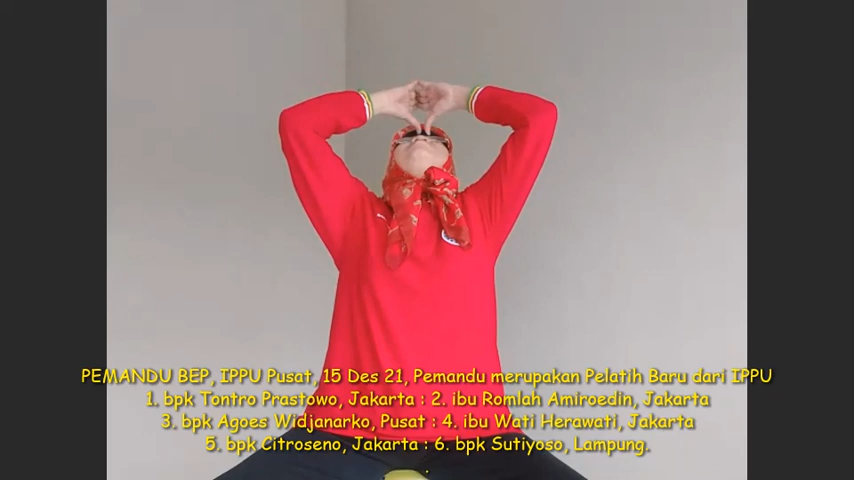 PEMANDU BEP, IPPU Pusat, 15 Des 21, Pemandu merupakan Pelatih Baru dari IPPU
1. bpk Tontro Prastowo, Jakarta : 2. ibu Romlah Amiroedin, Jakarta
3. bpk Agoes Widjanarko, Pusat : 4. ibu Wati Herawati, Jakarta
5. bpk Citroseno, Jakarta : 6. bpk Sutiyoso, Lampung.
: